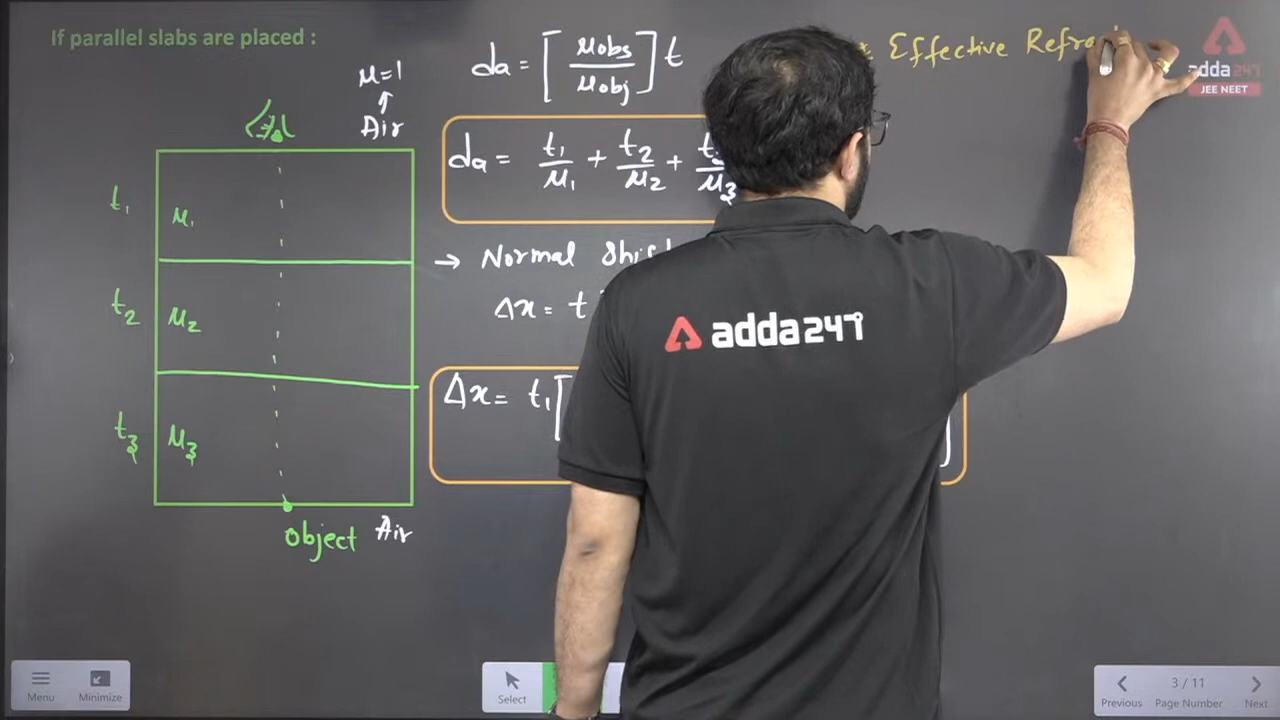 If parallel slabs are placed :
μ=1
Air
da = [μobs / μobj] t
Effective Refra
adda247
JEE NEET
da = t₁/μ₁ + t₂/μ₂ + t₃/μ₃
t₁ μ₁
→ Normal Shif
t₂ μ₂
Δx = t
adda247
Δx = t₁[
t₃ μ₃
]
object Air
Menu
Minimize
Select
Previous
3 / 11
Page Number
Next